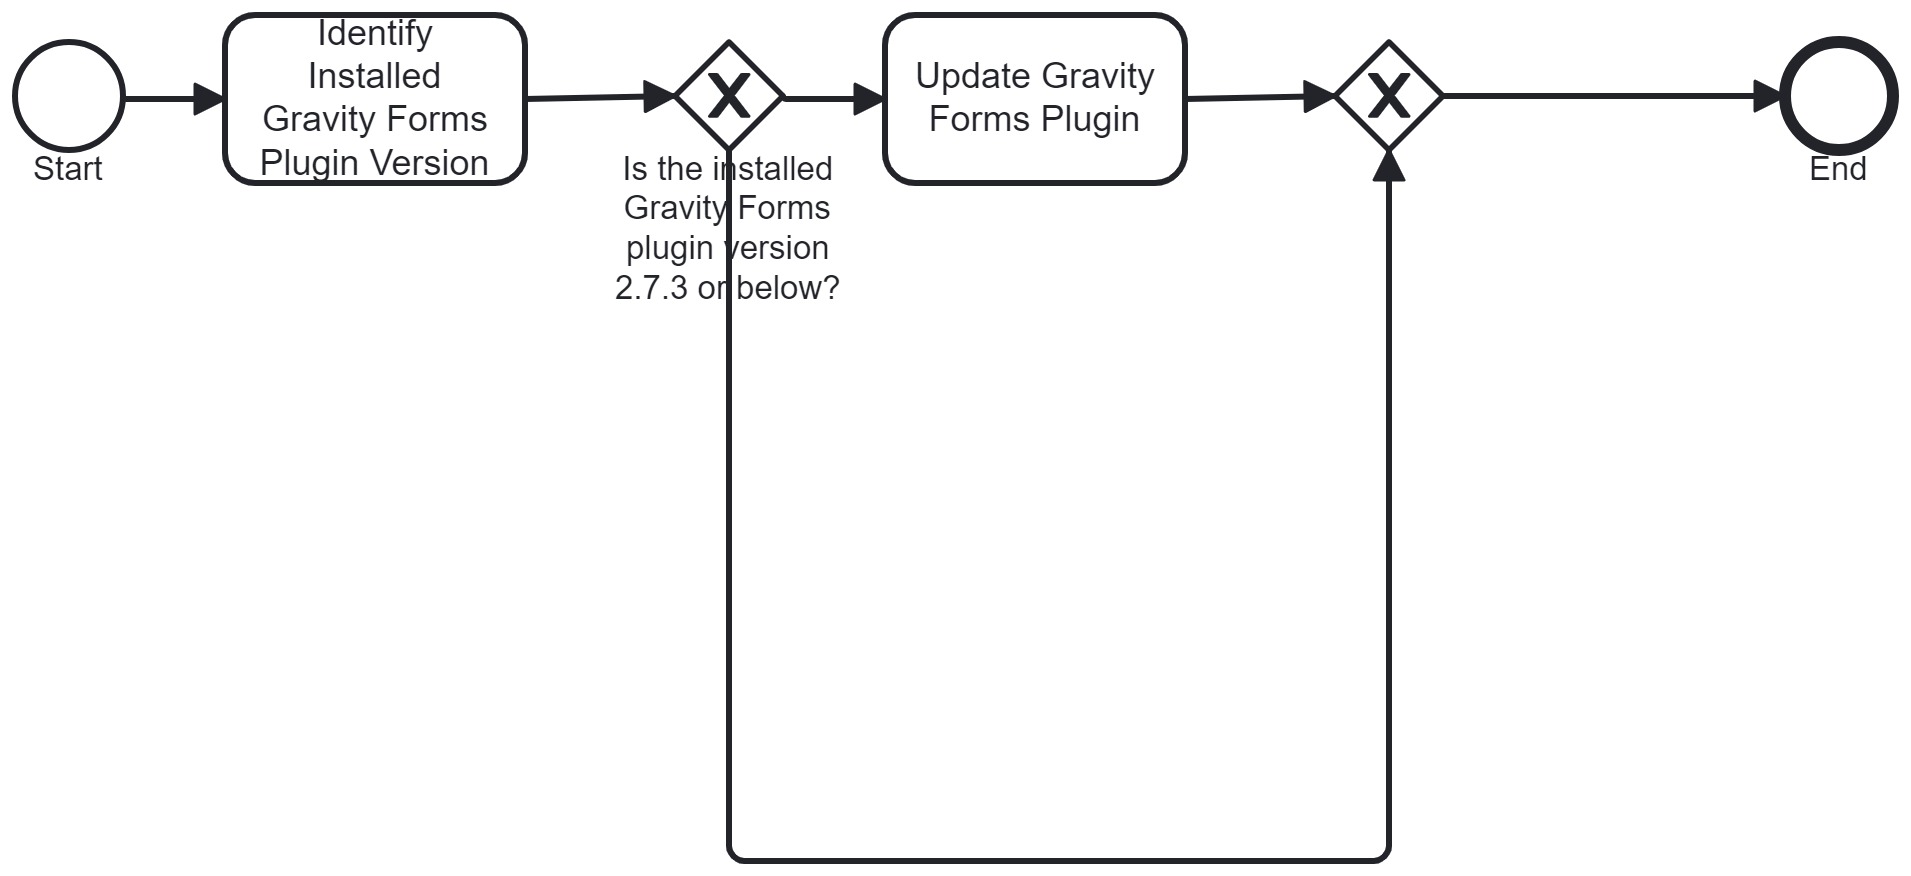 Start
Identify
Installed
Gravity Forms
Plugin Version
X
Is the installed
Gravity Forms
plugin version
2.7.3 or below?
Update Gravity
Forms Plugin
X
End